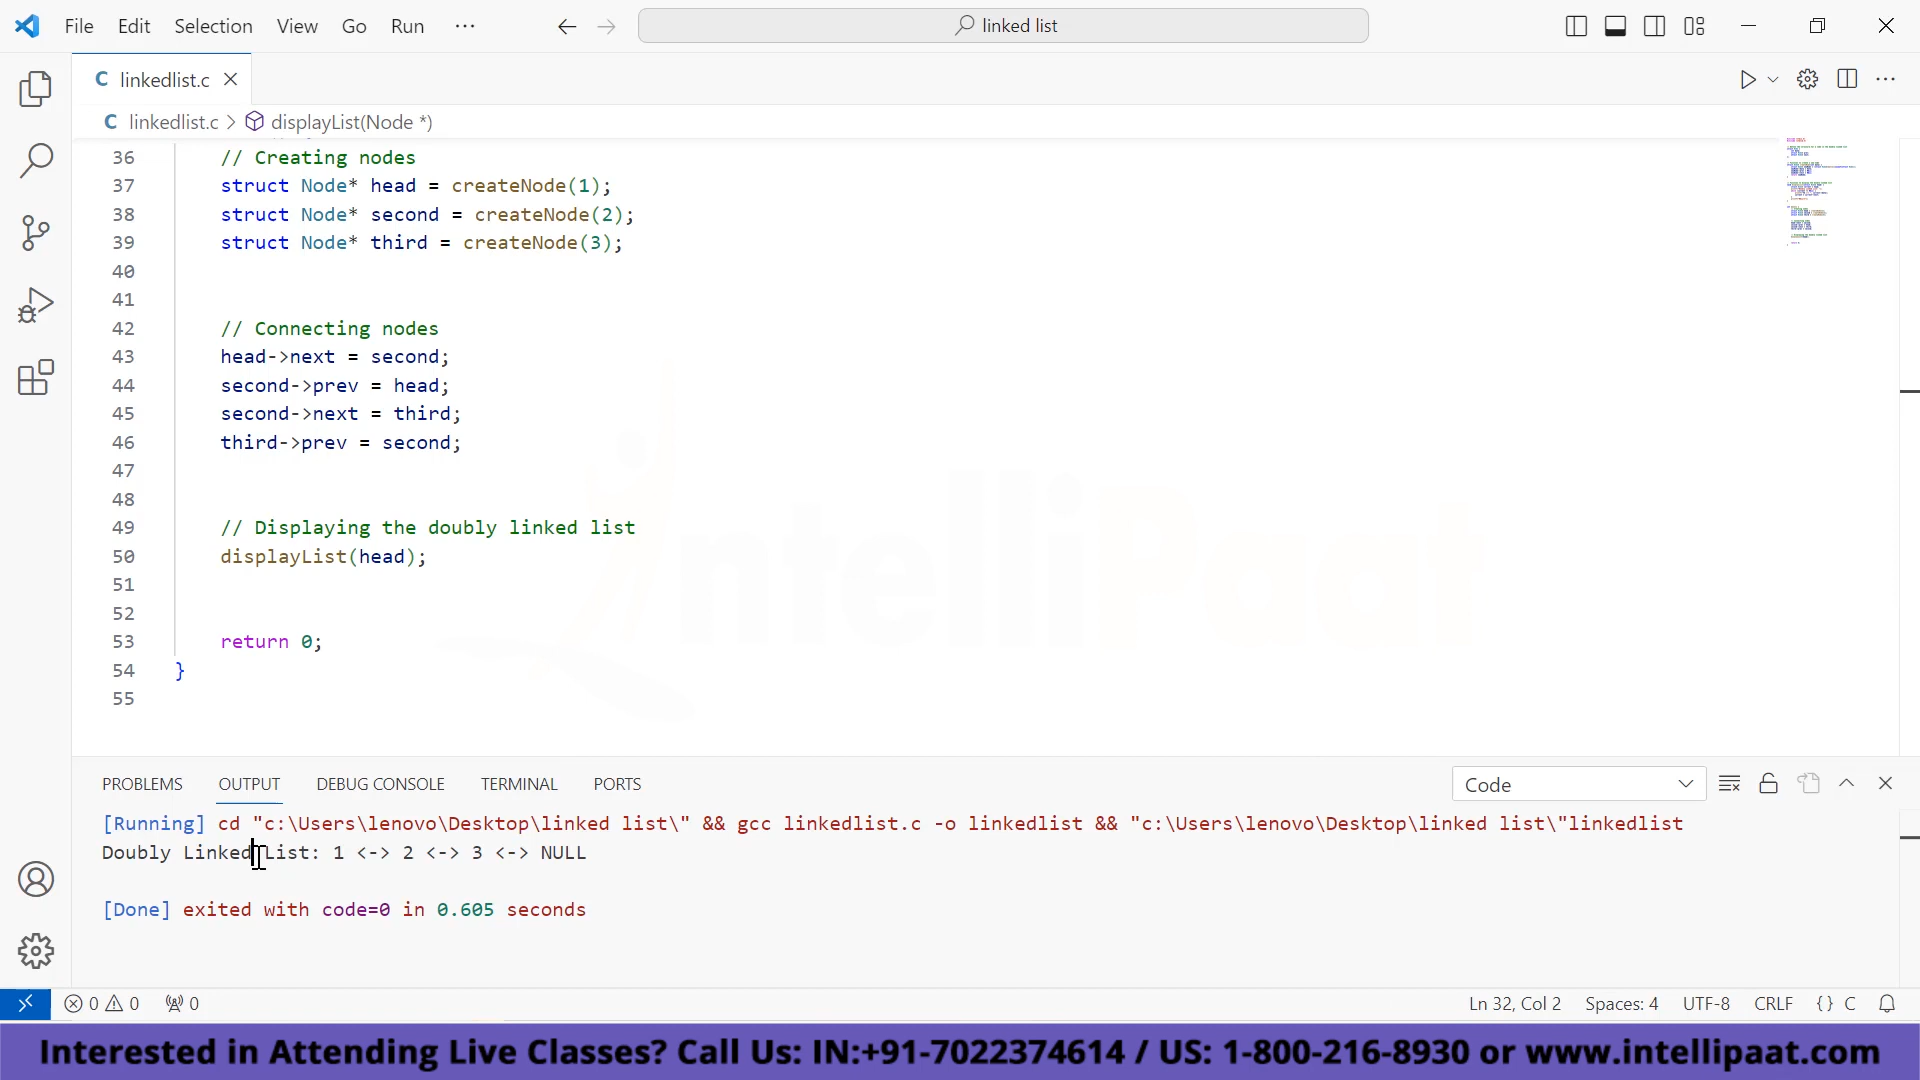 File Edit Selection View Go Run ··· linked list
C linkedlist.c
C linkedlist.c > displayList(Node *)
36 // Creating nodes
37 struct Node* head = createNode(1);
38 struct Node* second = createNode(2);
39 struct Node* third = createNode(3);
40
41
42 // Connecting nodes
43 head->next = second;
44 second->prev = head;
45 second->next = third;
46 third->prev = second;
47
48
49 // Displaying the doubly linked list
50 displayList(head);
51
52
53 return 0;
54 }
55
intelliPaat
PROBLEMS OUTPUT DEBUG CONSOLE TERMINAL PORTS Code
[Running] cd "c:\Users\lenovo\Desktop\linked list\" && gcc linkedlist.c -o linkedlist && "c:\Users\lenovo\Desktop\linked list\"linkedlist
Doubly Linked List: 1 <-> 2 <-> 3 <-> NULL
[Done] exited with code=0 in 0.605 seconds
0 0 0 Ln 32, Col 2 Spaces: 4 UTF-8 CRLF {} C
Interested in Attending Live Classes? Call Us: IN:+91-7022374614 / US: 1-800-216-8930 or www.intellipaat.com